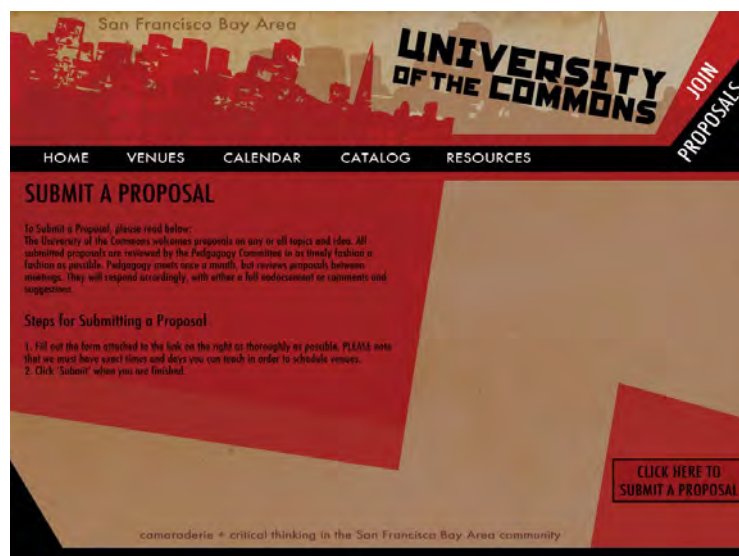 San Francisco Bay Area
UNIVERSITY
OF THE COMMONS
JOIN
PROPOSALS
HOME VENUES CALENDAR CATALOG RESOURCES
SUBMIT A PROPOSAL
To Submit a Proposal, please read below:
The University of the Commons welcomes proposals on any or all topics and idea. All
submitted proposals are reviewed by the Pedgagogy Committee in as timely fashion a
fashion as possible. Pedgagogy meets once a month, but reviews proposals between
meetings. They will respond accordingly, with either a full endorsement or comments and
suggestions.
Steps for Submitting a Proposal
1. Fill out the form attached to the link on the right as thoroughly as possible. PLEASE note
that we must have exact times and days you can teach in order to schedule venues.
2. Click 'Submit' when you are finished.
CLICK HERE TO
SUBMIT A PROPOSAL
camaraderie + critical thinking in the San Francisco Bay Area community